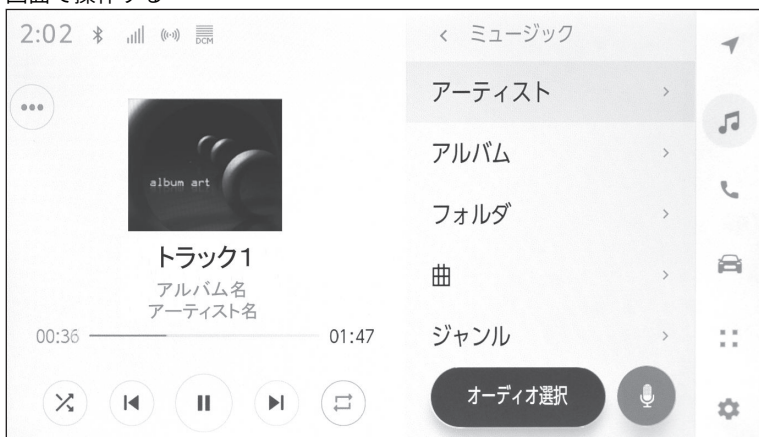 画面で操作する
2:02
DCM
album art
トラック1
アルバム名
アーティスト名
00:36
01:47
ミュージック
アーティスト
アルバム
フォルダ
曲
ジャンル
オーディオ選択